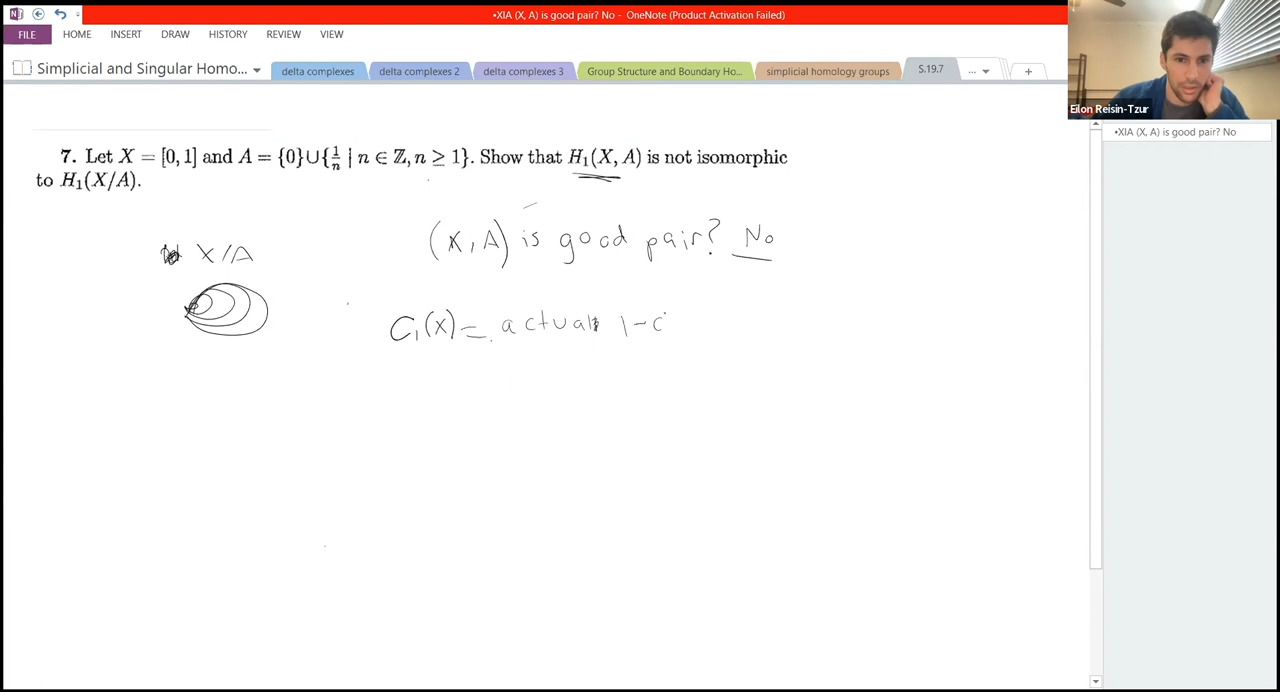 •XIA (X, A) is good pair? No - OneNote (Product Activation Failed)
FILE HOME INSERT DRAW HISTORY REVIEW VIEW
Simplicial and Singular Homo... delta complexes delta complexes 2 delta complexes 3 Group Structure and Boundary Ho... simplicial homology groups S.19.7 ...
Eilon Reisin-Tzur
•XIA (X, A) is good pair? No
7. Let X = [0, 1] and A = {0}∪{1/n | n ∈ ℤ, n ≥ 1}. Show that H₁(X, A) is not isomorphic
to H₁(X/A).
(X, A) is good pair? No
X/A
C₁(X) = actual 1-c